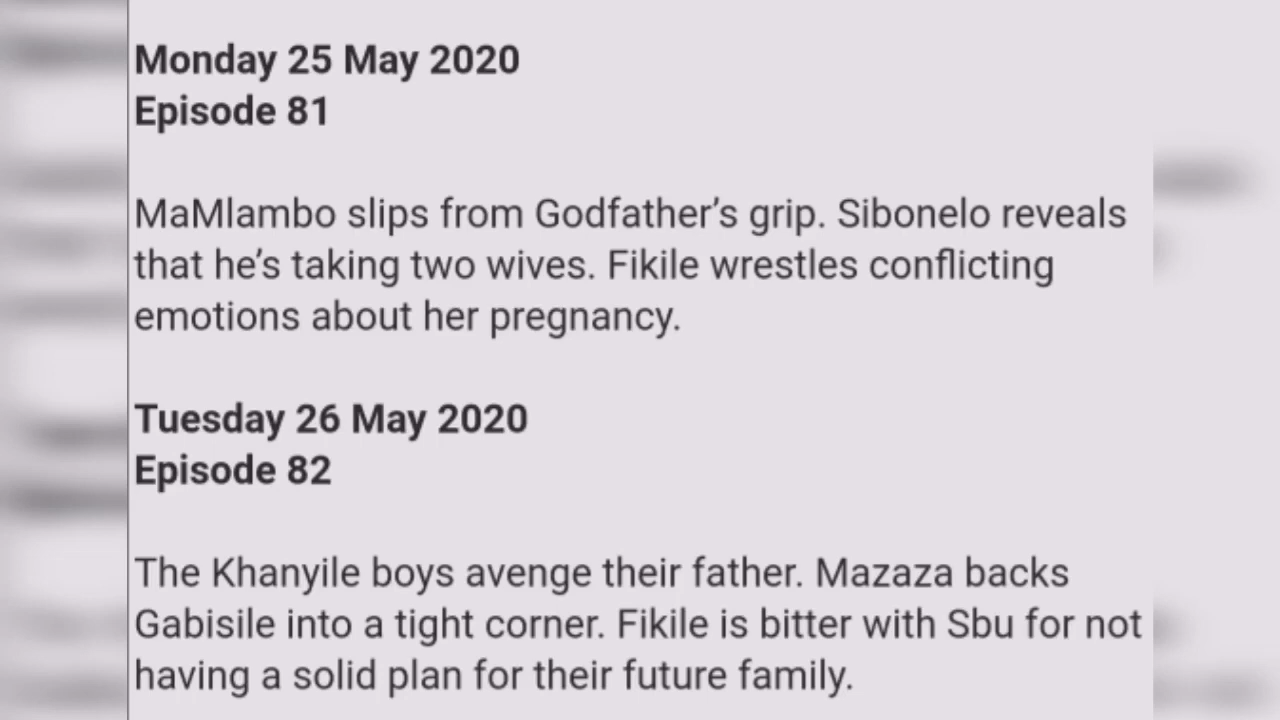 Monday 25 May 2020
Episode 81
MaMlambo slips from Godfather’s grip. Sibonelo reveals
that he’s taking two wives. Fikile wrestles conflicting
emotions about her pregnancy.
Tuesday 26 May 2020
Episode 82
The Khanyile boys avenge their father. Mazaza backs
Gabisile into a tight corner. Fikile is bitter with Sbu for not
having a solid plan for their future family.